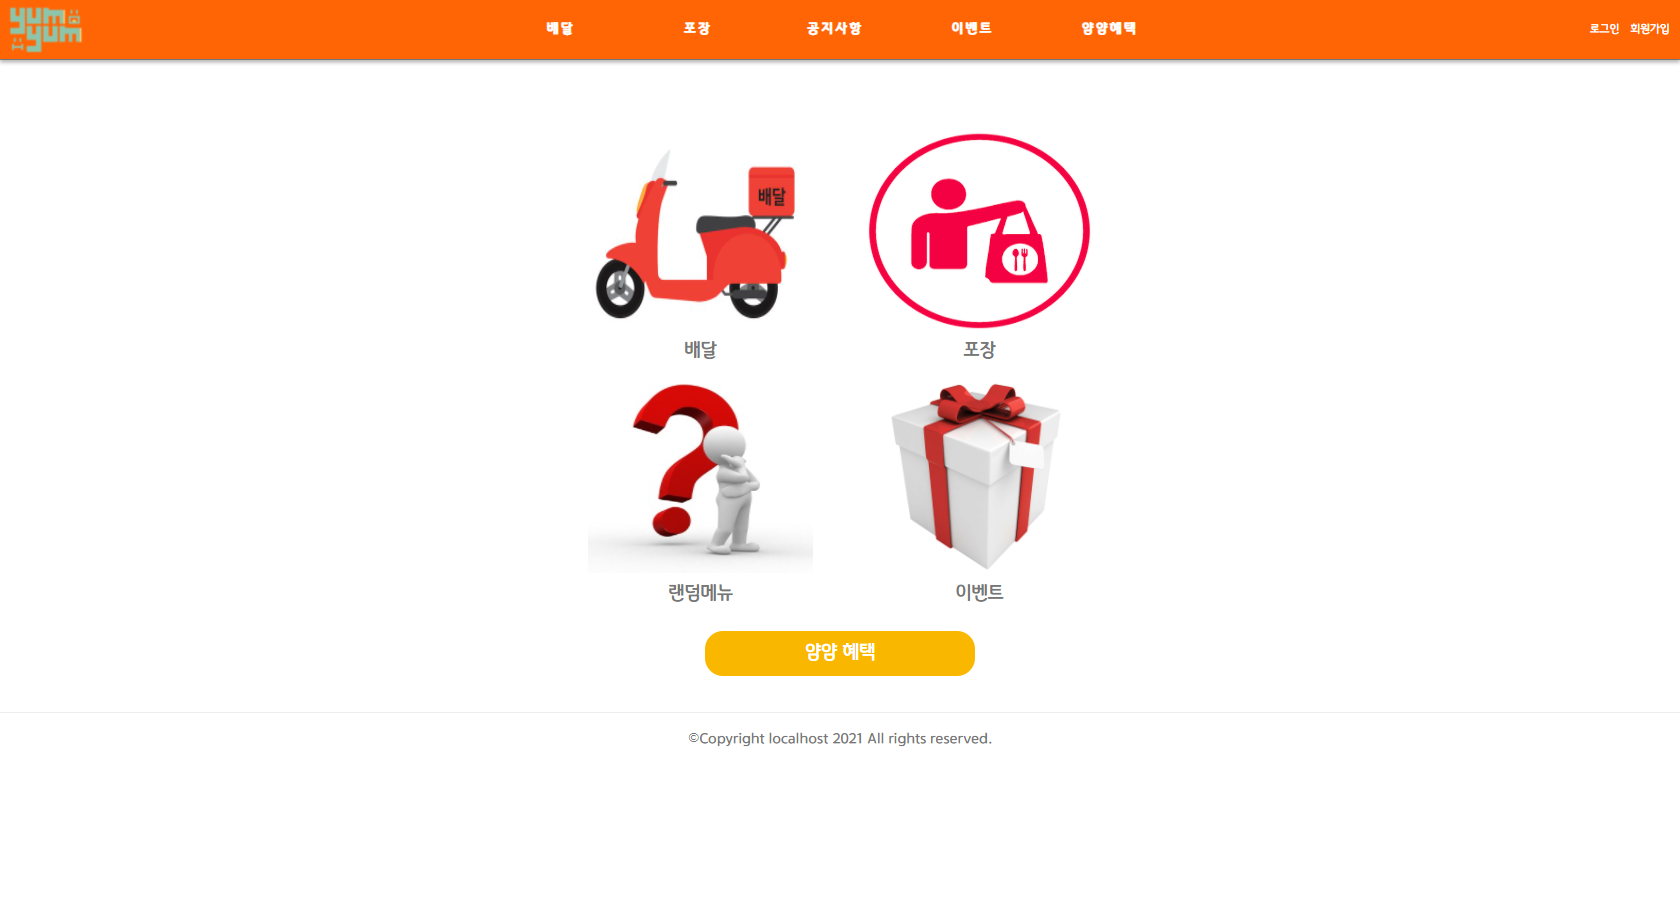 yum
yum
배달 포장 공지사항 이벤트 얌얌혜택 로그인 회원가입
배달
배달 포장
랜덤메뉴 이벤트
얌얌 혜택
©Copyright localhost 2021 All rights reserved.